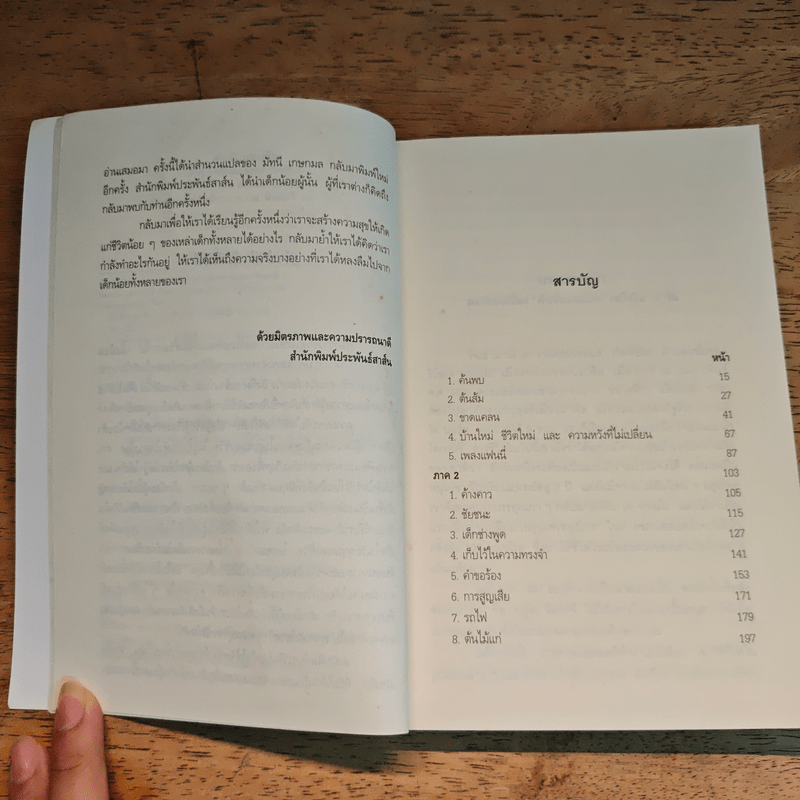 อ่านเสมอมา ครั้งนี้ได้นำสำนวนแปลของ มัทนี เกษกมล กลับมาพิมพ์ใหม่
อีกครั้ง สำนักพิมพ์ประพันธ์สาส์น ได้นำเด็กน้อยผู้นั้น ผู้ที่เราต่างก็คิดถึง
กลับมาพบกับท่านอีกครั้งหนึ่ง
กลับมาเพื่อให้เราได้เรียนรู้อีกครั้งหนึ่งว่าเราจะสร้างความสุขให้เกิด
แก่ชีวิตน้อย ๆ ของเหล่าเด็กทั้งหลายได้อย่างไร กลับมาย้ำให้เราได้คิดว่าเรา
กำลังทำอะไรกันอยู่ ให้เราได้เห็นถึงความจริงบางอย่างที่เราได้หลงลืมไปจาก
เด็กน้อยทั้งหลายของเรา
ด้วยมิตรภาพและความปรารถนาดี
สำนักพิมพ์ประพันธ์สาส์น
สารบัญ
หน้า
1. ค้นพบ 15
2. ต้นส้ม 27
3. ขาดแคลน 41
4. บ้านใหม่ ชีวิตใหม่ และ ความหวังที่ไม่เปลี่ยน 67
5. เพลงแฟนนี่ 87
ภาค 2 103
1. ค้างคาว 105
2. ชัยชนะ 115
3. เด็กช่างพูด 127
4. เก็บไว้ในความทรงจำ 141
5. คำขอร้อง 153
6. การสูญเสีย 171
7. รถไฟ 179
8. ต้นไม้แก่ 197